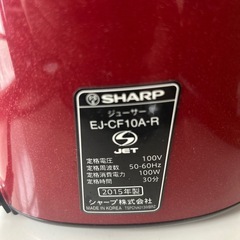 SHARP
ジューサー
EJ-CF10A-R
JET
定格電圧 100V
定格周波数 50-60Hz
定格消費電力 100W
定格時間 30分
2015年製
シャープ株式会社
MADE IN KOREA